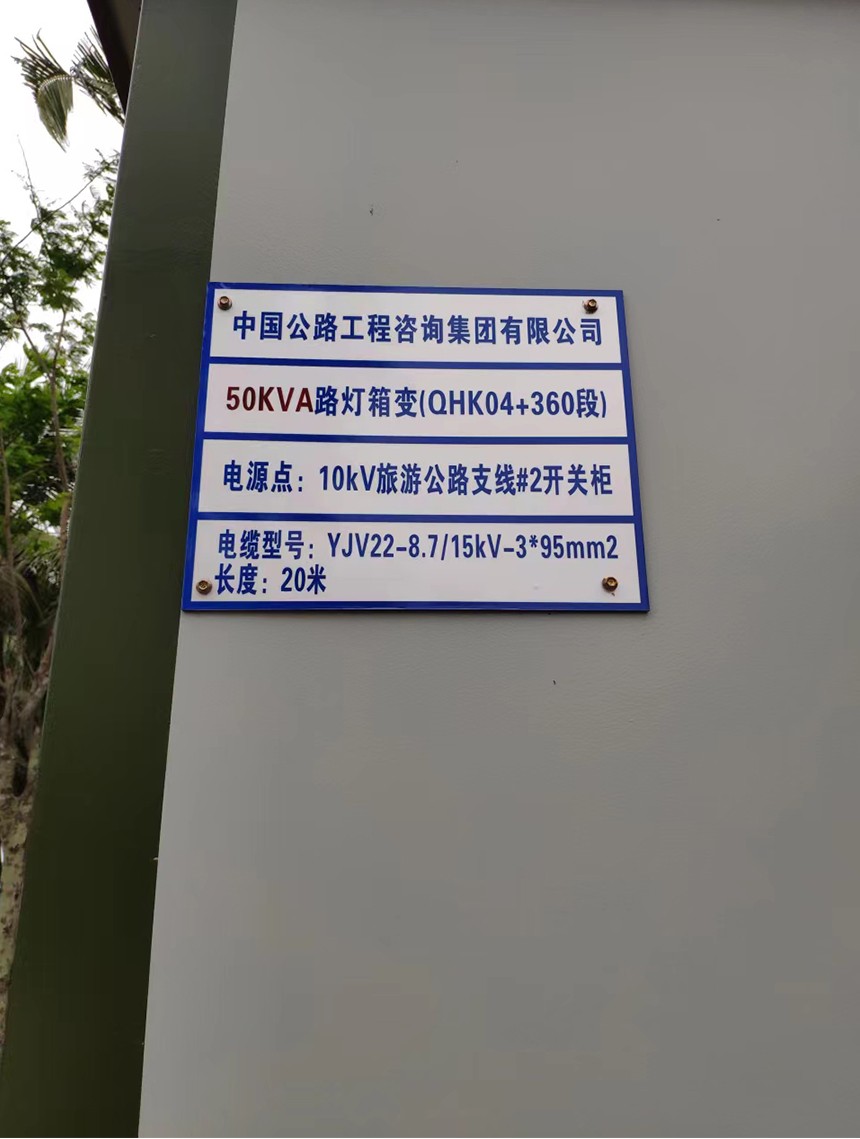 中国公路工程咨询集团有限公司
50KVA路灯箱变(QHK04+360段)
电源点：10kV旅游公路支线#2开关柜
电缆型号：YJV22-8.7/15kV-3*95mm2
长度：20米